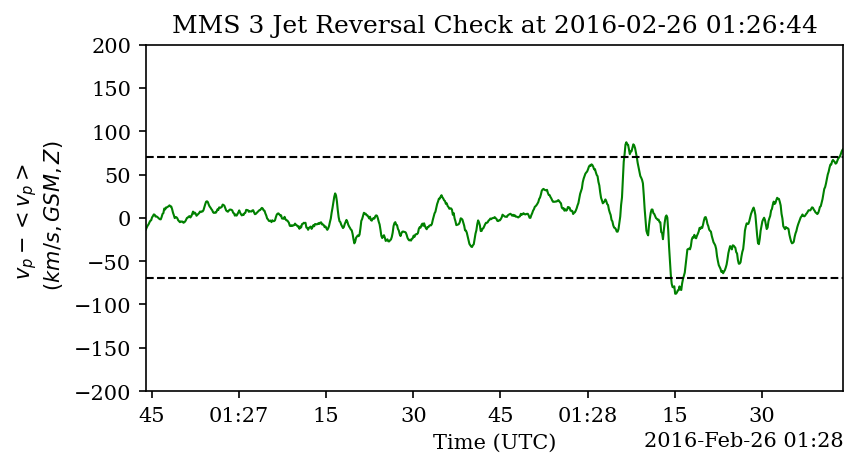 MMS 3 Jet Reversal Check at 2016-02-26 01:26:44
200
150
100
50
0
−50
−100
−150
−200
v_p − < v_p >
(km/s, GSM, Z)
45 01:27 15 30 45 01:28 15 30
Time (UTC)
2016-Feb-26 01:28